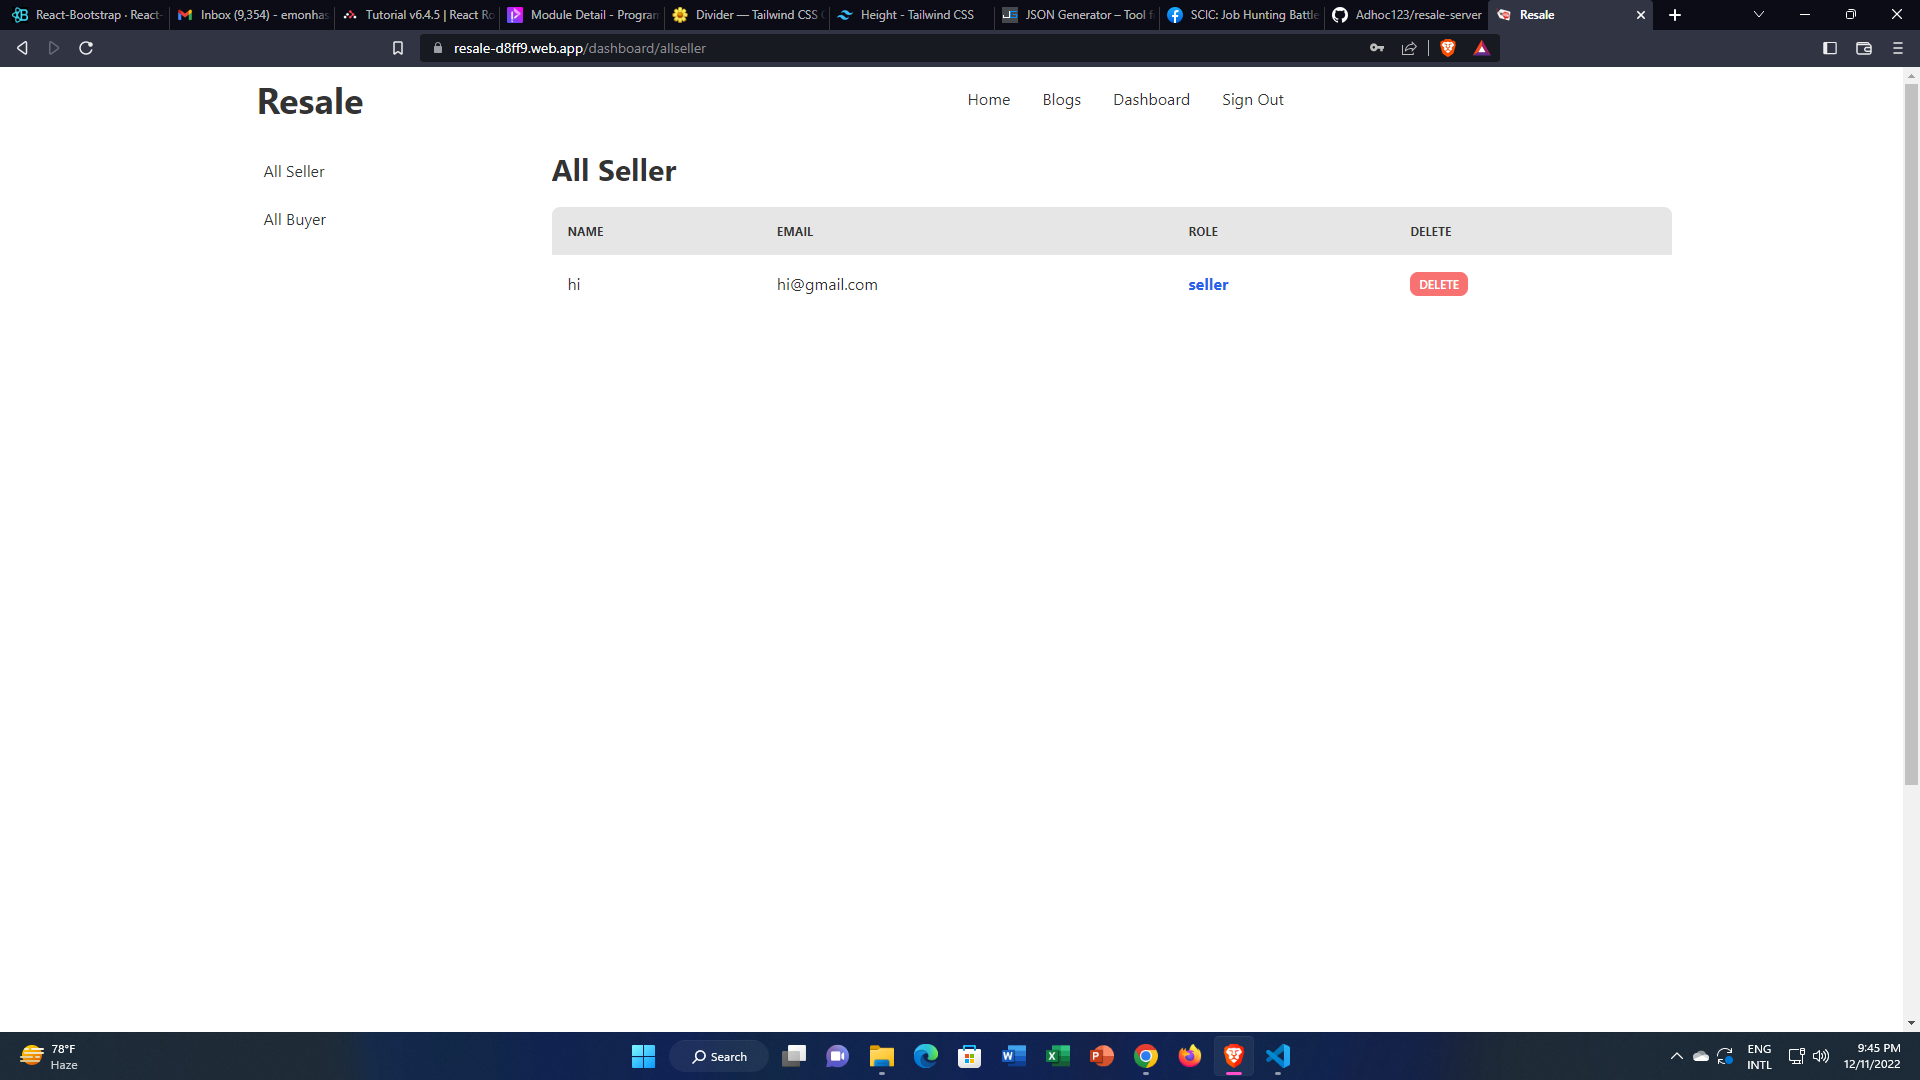 React-Bootstrap · React- Inbox (9,354) - emonhas Tutorial v6.4.5 | React Ro Module Detail - Program Divider — Tailwind CSS Height - Tailwind CSS JSON Generator – Tool f SCIC: Job Hunting Battle Adhoc123/resale-server Resale
resale-d8ff9.web.app/dashboard/allseller
Resale Home Blogs Dashboard Sign Out
All Seller
All Buyer
All Seller
NAME EMAIL ROLE DELETE
hi hi@gmail.com seller DELETE
78°F
Haze
Search
ENG
INTL
9:45 PM
12/11/2022